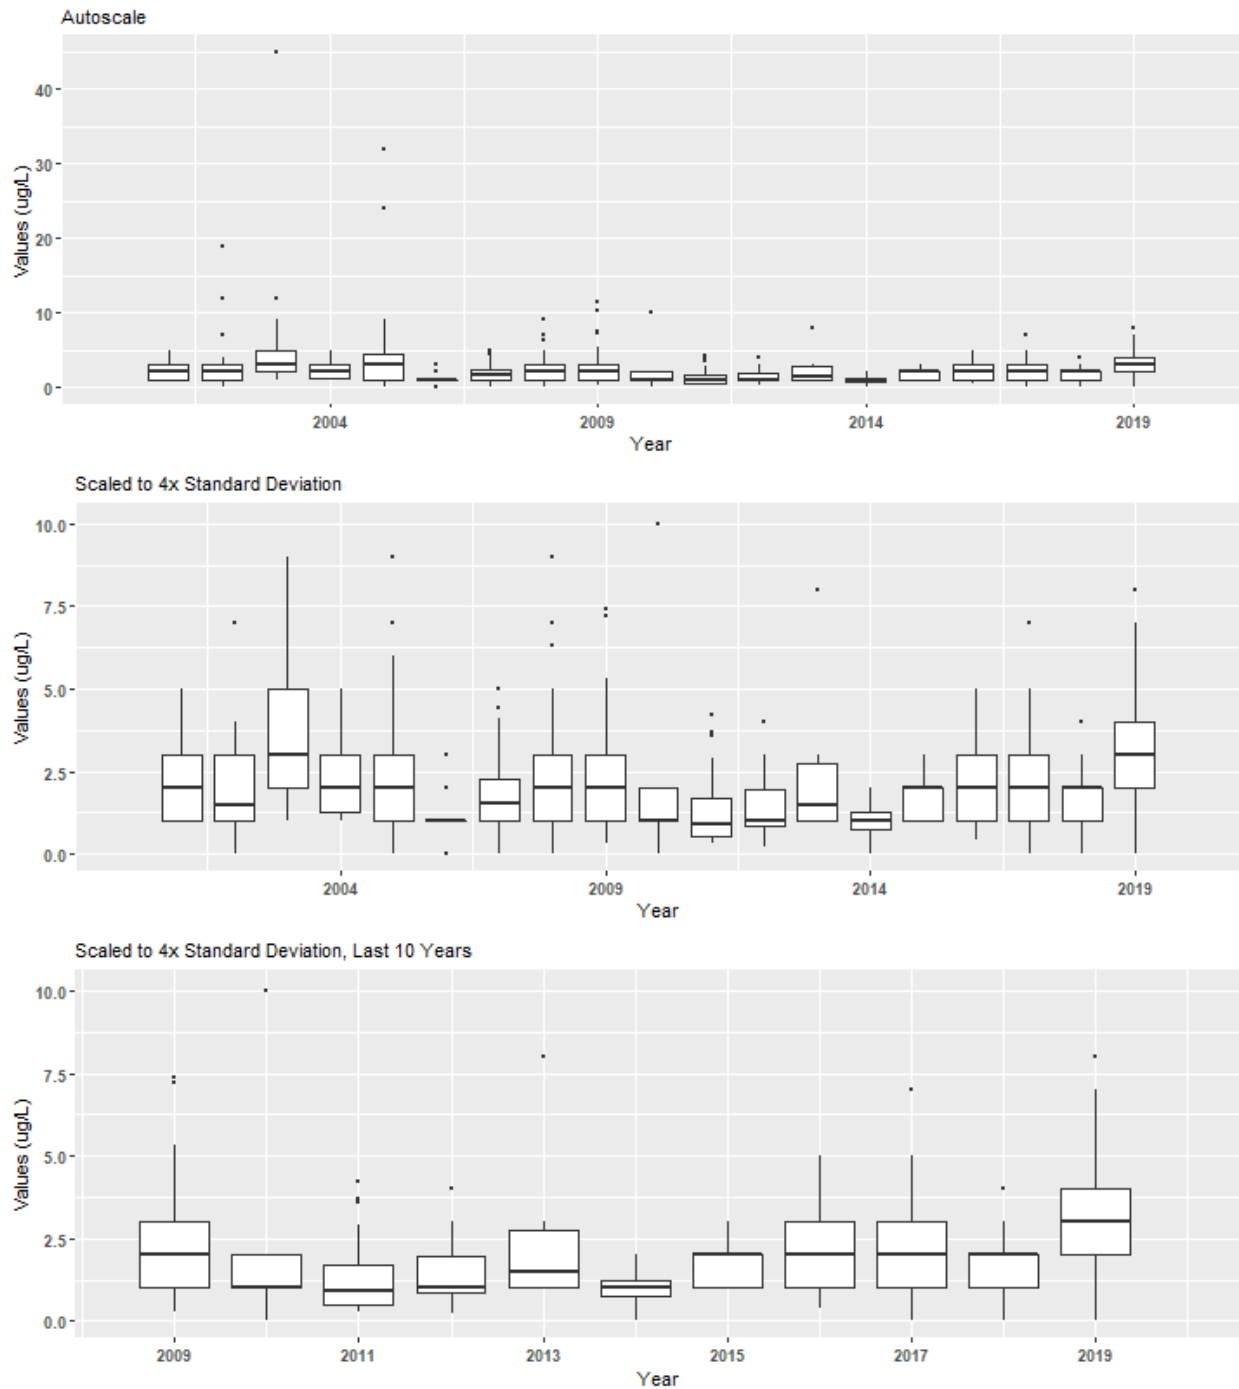 Autoscale
Values (ug/L)
40
30
20
10
0
2004 2009 2014 2019
Year
Scaled to 4x Standard Deviation
Values (ug/L)
10.0
7.5
5.0
2.5
0.0
2004 2009 2014 2019
Year
Scaled to 4x Standard Deviation, Last 10 Years
Values (ug/L)
10.0
7.5
5.0
2.5
0.0
2009 2011 2013 2015 2017 2019
Year